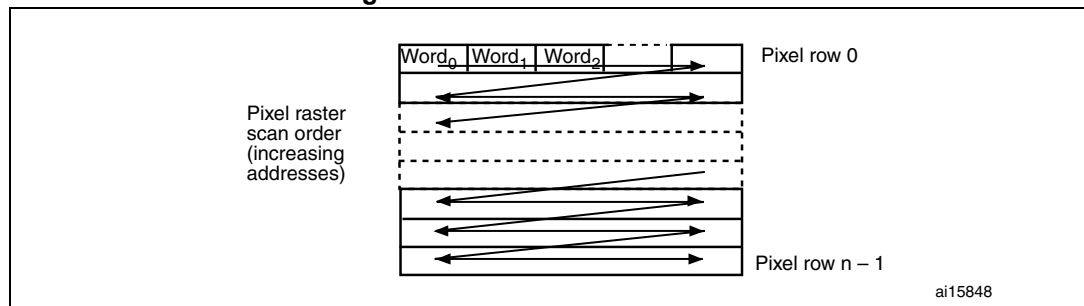 Word0 Word1 Word2
Pixel row 0
Pixel raster
scan order
(increasing
addresses)
Pixel row n – 1
ai15848